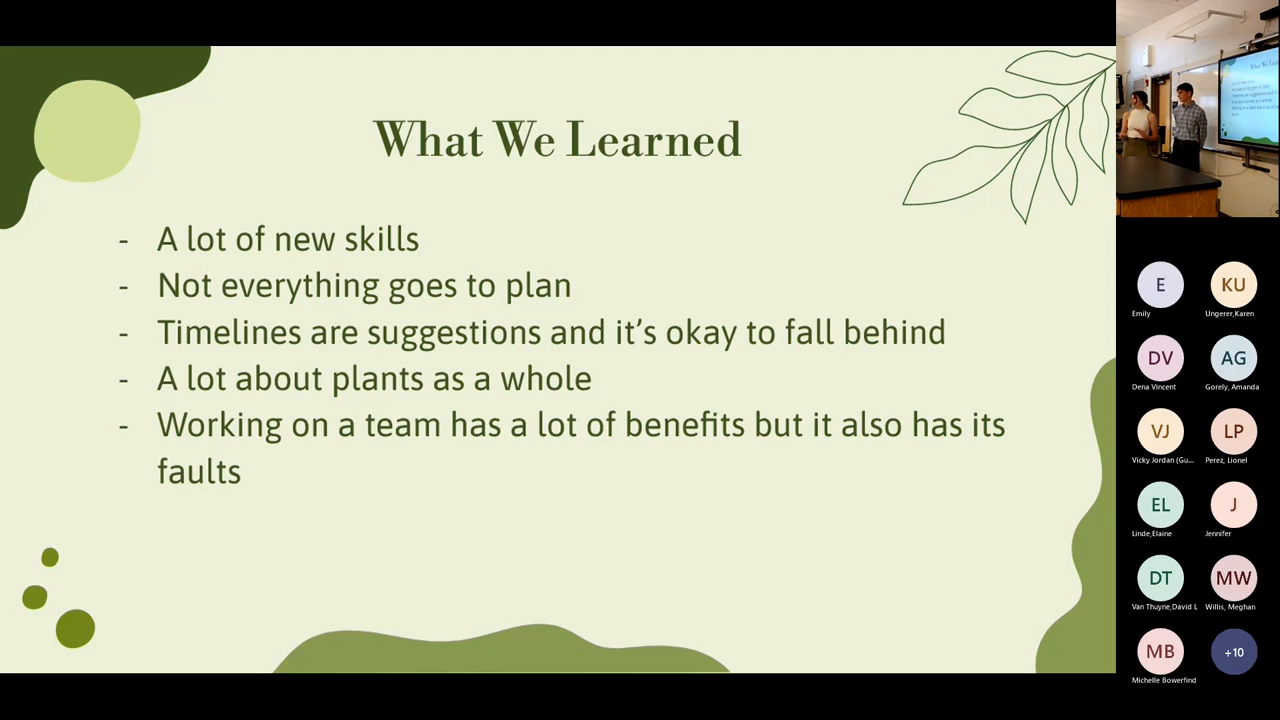 What We Learned
- A lot of new skills
- Not everything goes to plan
- Timelines are suggestions and it's okay to fall behind
- A lot about plants as a whole
- Working on a team has a lot of benefits but it also has its
faults
What We Lea
E
KU
Emily
Ungerer,Karen
DV
AG
Dena Vincent
Gorely, Amanda
VJ
LP
Vicky Jordan (Gu...
Perez, Lionel
EL
J
Linde,Elaine
Jennifer
DT
MW
Van Thuyne,David L
Willis, Meghan
MB
+10
Michelle Bowerfind